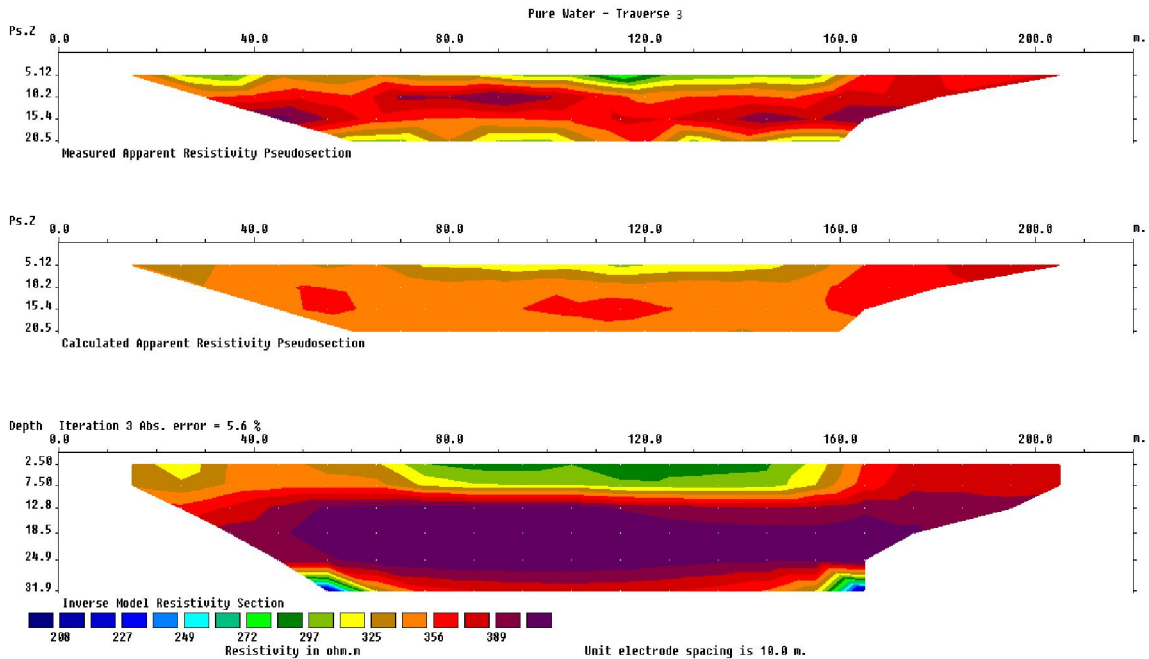 Pure Water - Traverse 3
Ps.Z 0.0 40.0 80.0 120.0 160.0 200.0 m.
5.12
10.2
15.4
20.5
Measured Apparent Resistivity Pseudosection
Ps.Z 0.0 40.0 80.0 120.0 160.0 200.0 m.
5.12
10.2
15.4
20.5
Calculated Apparent Resistivity Pseudosection
Depth Iteration 3 Abs. error = 5.6 %
0.0 40.0 80.0 120.0 160.0 200.0 m.
2.50
7.50
12.8
18.5
24.9
31.9
Inverse Model Resistivity Section
208 227 249 272 297 325 356 389
Resistivity in ohm.m Unit electrode spacing is 10.0 m.